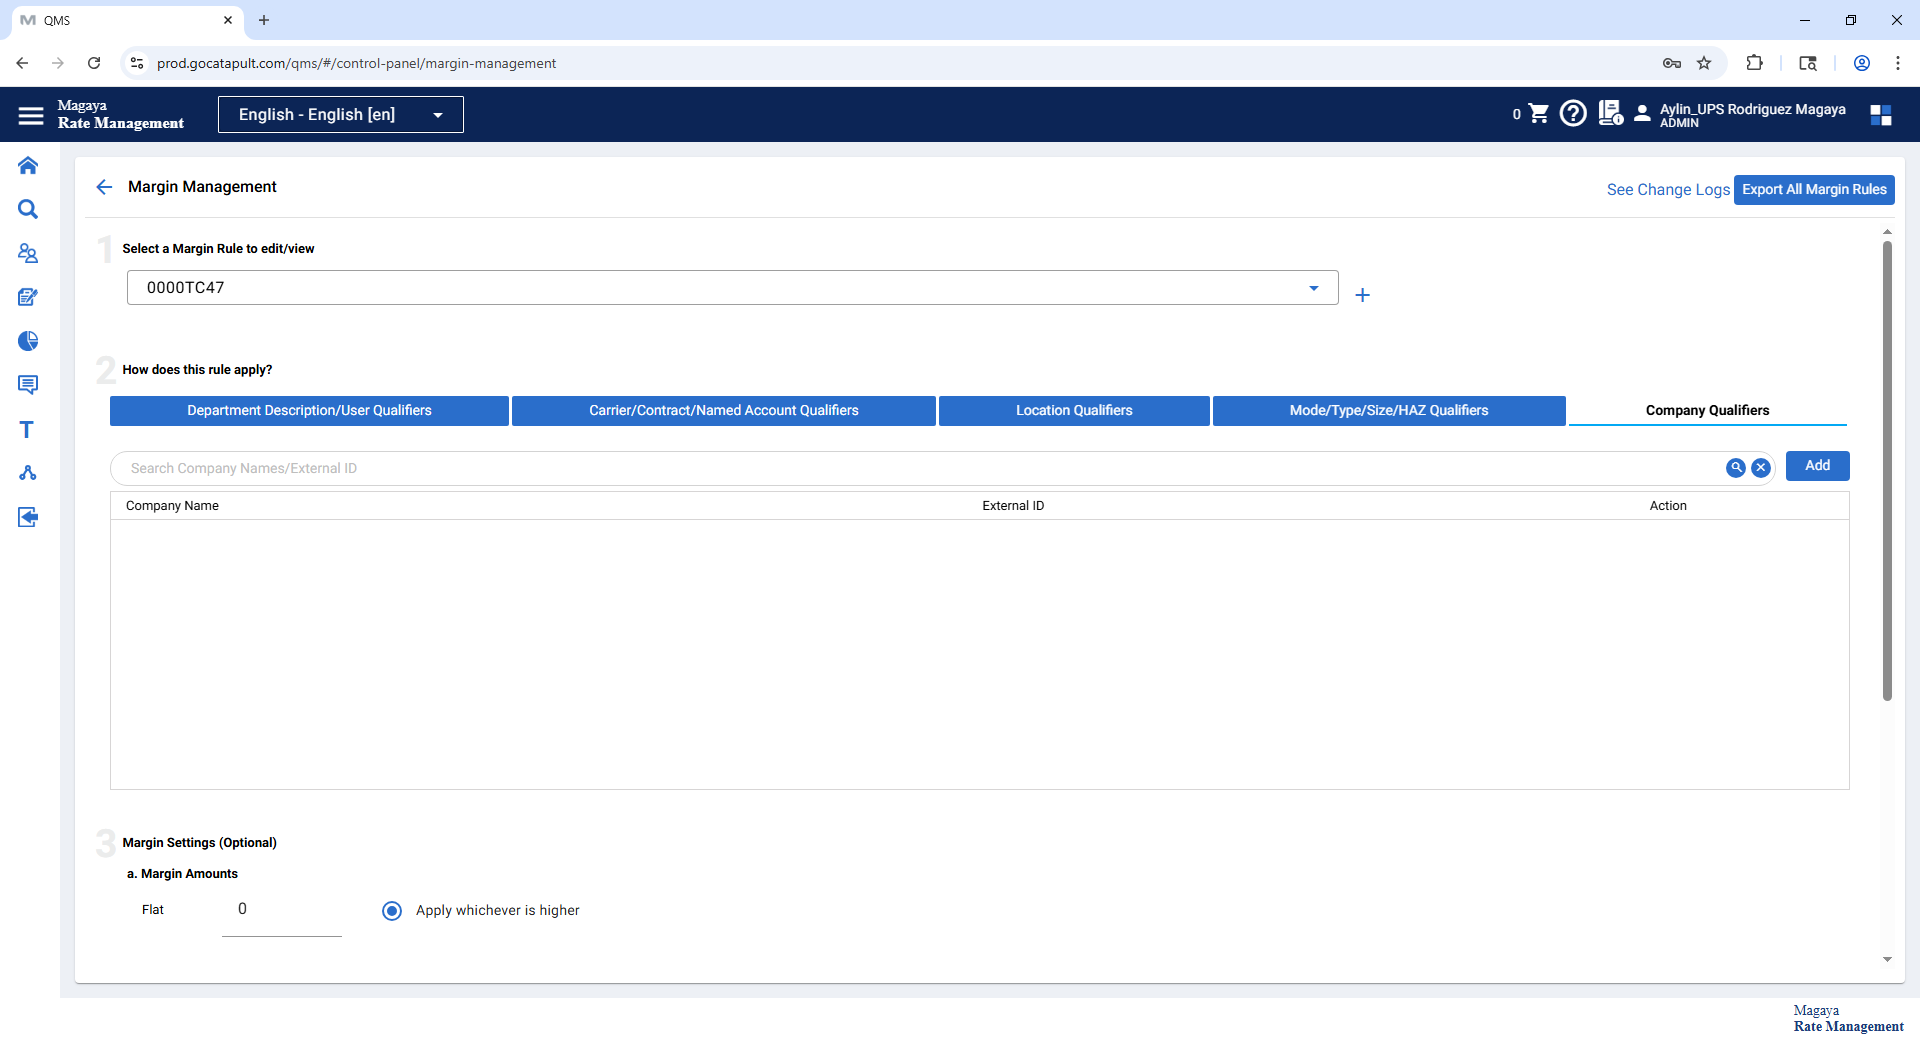 QMS
prod.gocatapult.com/qms/#/control-panel/margin-management
Magaya
Rate Management
English - English [en]
0
Aylin_UPS Rodriguez Magaya
ADMIN
Margin Management
See Change Logs
Export All Margin Rules
1
Select a Margin Rule to edit/view
0000TC47
2
How does this rule apply?
Department Description/User Qualifiers
Carrier/Contract/Named Account Qualifiers
Location Qualifiers
Mode/Type/Size/HAZ Qualifiers
Company Qualifiers
Search Company Names/External ID
Add
Company Name
External ID
Action
3
Margin Settings (Optional)
a. Margin Amounts
Flat
0
Apply whichever is higher
Magaya
Rate Management